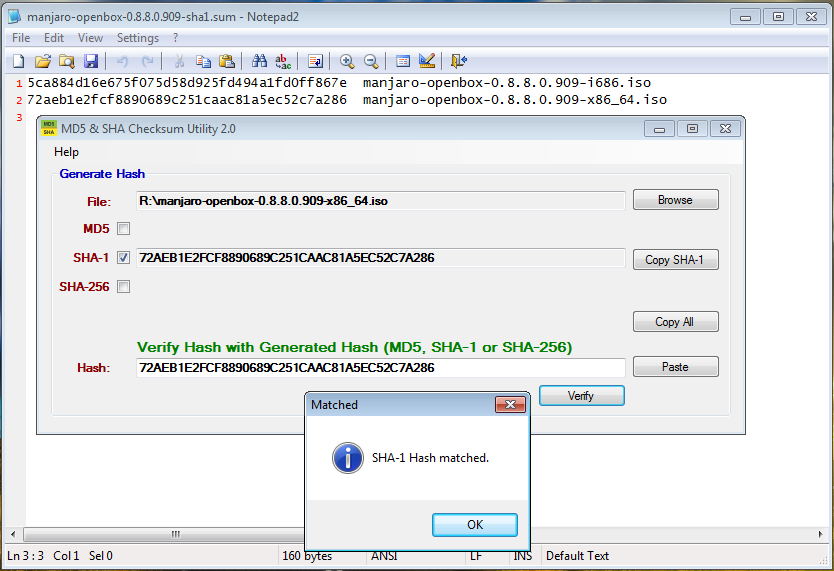 manjaro-openbox-0.8.8.0.909-sha1.sum - Notepad2
File Edit View Settings ?
1 5ca884d16e675f075d58d925fd494a1fd0ff867e  manjaro-openbox-0.8.8.0.909-i686.iso
2 72aeb1e2fcf8890689c251caac81a5ec52c7a286  manjaro-openbox-0.8.8.0.909-x86_64.iso
3
MD5 SHA MD5 & SHA Checksum Utility 2.0
Help
Generate Hash
File: R:\manjaro-openbox-0.8.8.0.909-x86_64.iso Browse
MD5
SHA-1 72AEB1E2FCF8890689C251CAAC81A5EC52C7A286 Copy SHA-1
SHA-256
Copy All
Verify Hash with Generated Hash (MD5, SHA-1 or SHA-256)
Hash: 72AEB1E2FCF8890689C251CAAC81A5EC52C7A286 Paste
Verify
Matched
SHA-1 Hash matched.
OK
Ln 3 : 3 Col 1 Sel 0 160 bytes ANSI LF INS Default Text